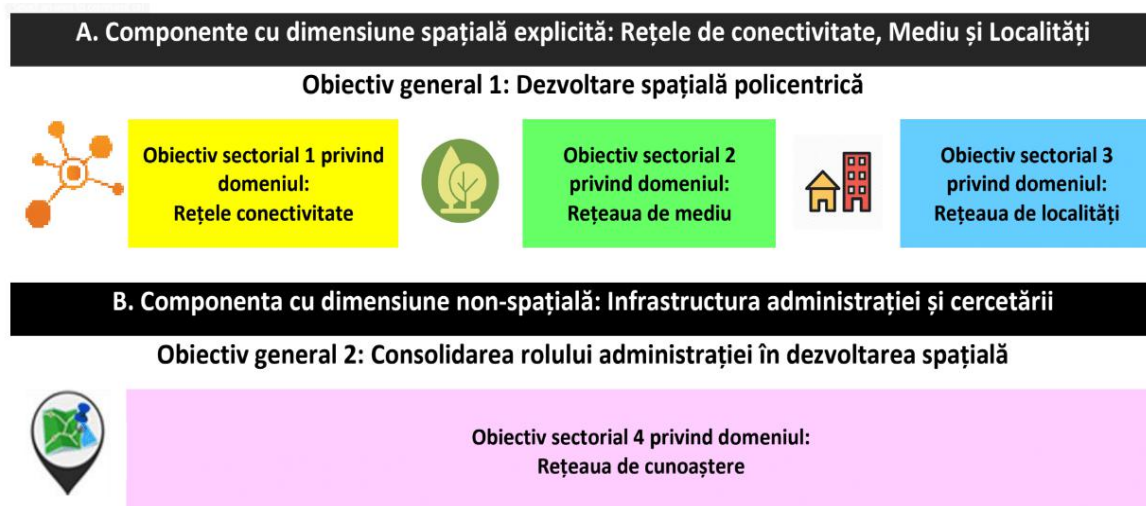 A. Componente cu dimensiune spațială explicită: Rețele de conectivitate, Mediu și Localități
Obiectiv general 1: Dezvoltare spațială policentrică
Obiectiv sectorial 1 privind
domeniul:
Rețele conectivitate
Obiectiv sectorial 2
privind domeniul:
Rețeaua de mediu
Obiectiv sectorial 3
privind domeniul:
Rețeaua de localități
B. Componenta cu dimensiune non-spațială: Infrastructura administrației și cercetării
Obiectiv general 2: Consolidarea rolului administrației în dezvoltarea spațială
Obiectiv sectorial 4 privind domeniul:
Rețeaua de cunoaștere